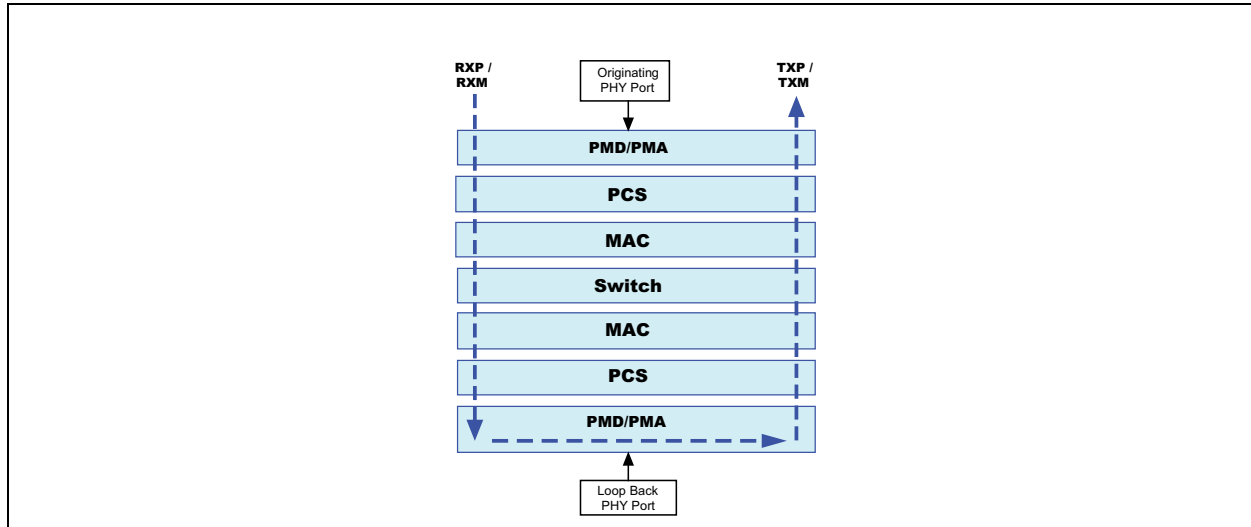 RXP /
RXM
Originating
PHY Port
TXP /
TXM
PMD/PMA
PCS
MAC
Switch
MAC
PCS
PMD/PMA
Loop Back
PHY Port